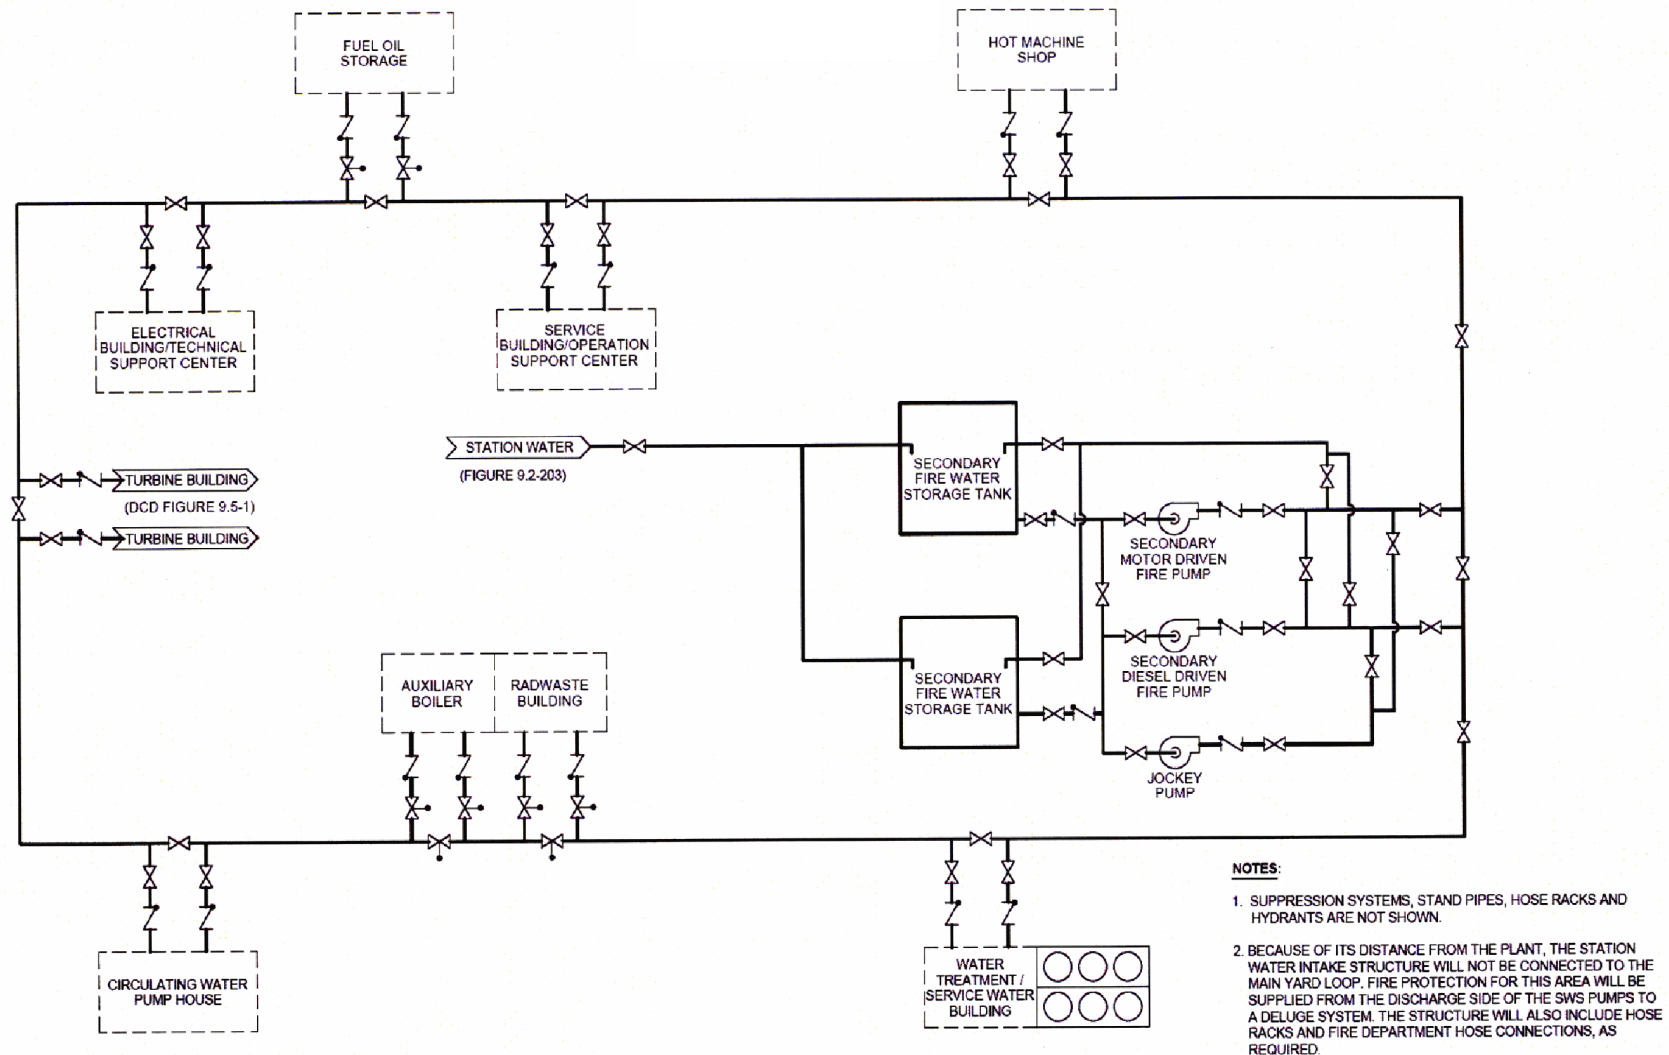 FUEL OIL
STORAGE
HOT MACHINE
SHOP
ELECTRICAL
BUILDING/TECHNICAL
SUPPORT CENTER
SERVICE
BUILDING/OPERATION
SUPPORT CENTER
STATION WATER
(FIGURE 9.2-203)
TURBINE BUILDING
(DCD FIGURE 9.5-1)
TURBINE BUILDING
SECONDARY
FIRE WATER
STORAGE TANK
SECONDARY
MOTOR DRIVEN
FIRE PUMP
SECONDARY
DIESEL DRIVEN
FIRE PUMP
SECONDARY
FIRE WATER
STORAGE TANK
JOCKEY
PUMP
AUXILIARY
BOILER
RADWASTE
BUILDING
CIRCULATING WATER
PUMP HOUSE
WATER
TREATMENT /
SERVICE WATER
BUILDING
NOTES:
1. SUPPRESSION SYSTEMS, STAND PIPES, HOSE RACKS AND
HYDRANTS ARE NOT SHOWN.
2. BECAUSE OF ITS DISTANCE FROM THE PLANT, THE STATION
WATER INTAKE STRUCTURE WILL NOT BE CONNECTED TO THE
MAIN YARD LOOP. FIRE PROTECTION FOR THIS AREA WILL BE
SUPPLIED FROM THE DISCHARGE SIDE OF THE SWS PUMPS TO
A DELUGE SYSTEM. THE STRUCTURE WILL ALSO INCLUDE HOSE
RACKS AND FIRE DEPARTMENT HOSE CONNECTIONS, AS
REQUIRED.